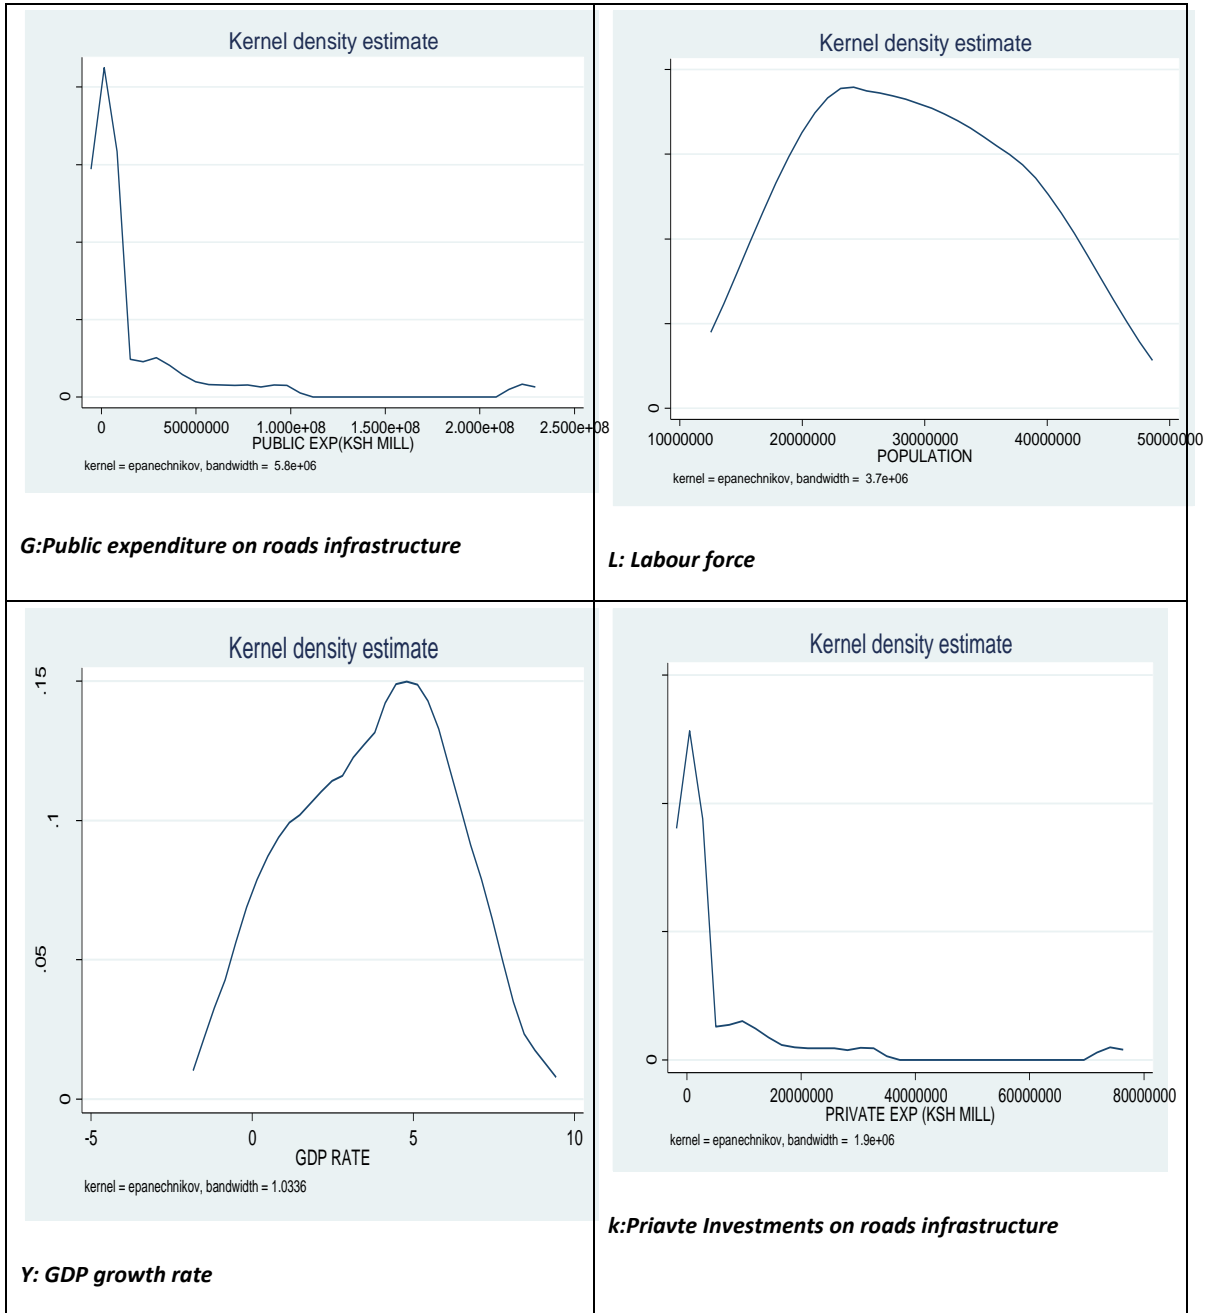 Kernel density estimate
0
0 50000000 1.000e+08 1.500e+08 2.000e+08 2.500e+08
PUBLIC EXP(KSH MILL)
kernel = epanechnikov, bandwidth = 5.8e+06
G:Public expenditure on roads infrastructure
Kernel density estimate
0
10000000 20000000 30000000 40000000 50000000
POPULATION
kernel = epanechnikov, bandwidth = 3.7e+06
L: Labour force
Kernel density estimate
.15
.1
.05
0
-5 0 5 10
GDP RATE
kernel = epanechnikov, bandwidth = 1.0336
Y: GDP growth rate
Kernel density estimate
0
0 20000000 40000000 60000000 80000000
PRIVATE EXP (KSH MILL)
kernel = epanechnikov, bandwidth = 1.9e+06
k:Priavte Investments on roads infrastructure